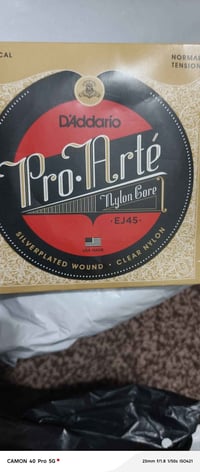 CAL
NORMAL
TENSION
D'Addario
Pro·Arté
Nylon Core
·EJ45·
USA MADE
SILVERPLATED WOUND · CLEAR NYLON
CAMON 40 Pro 5G
23mm f/1.8 1/50s ISO421